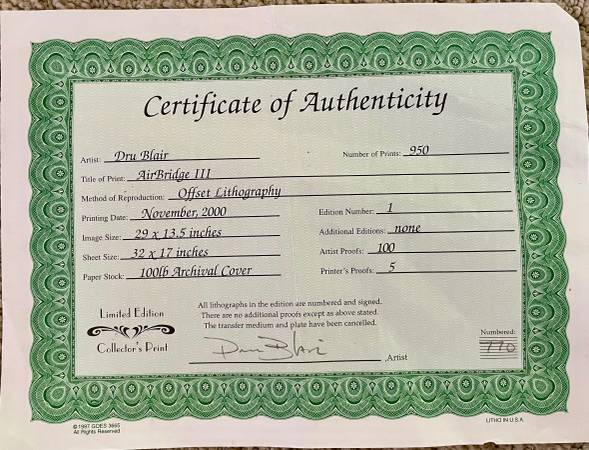 Certificate of Authenticity
Artist: Dru Blair Number of Prints: 950
Title of Print: AirBridge III
Method of Reproduction: Offset Lithography
Printing Date: November, 2000 Edition Number: 1
Image Size: 29 x 13.5 inches Additional Editions: none
Sheet Size: 32 x 17 inches Artist Proofs: 100
Paper Stock: 100lb Archival Cover Printer's Proofs: 5
Limited Edition
Collector's Print
All lithographs in the edition are numbered and signed.
There are no additional proofs except as above stated.
The transfer medium and plate have been cancelled.
Dru Blair ,Artist
Numbered:
770
©1997 GOES 3665
All Rights Reserved
LITHO IN U.S.A.